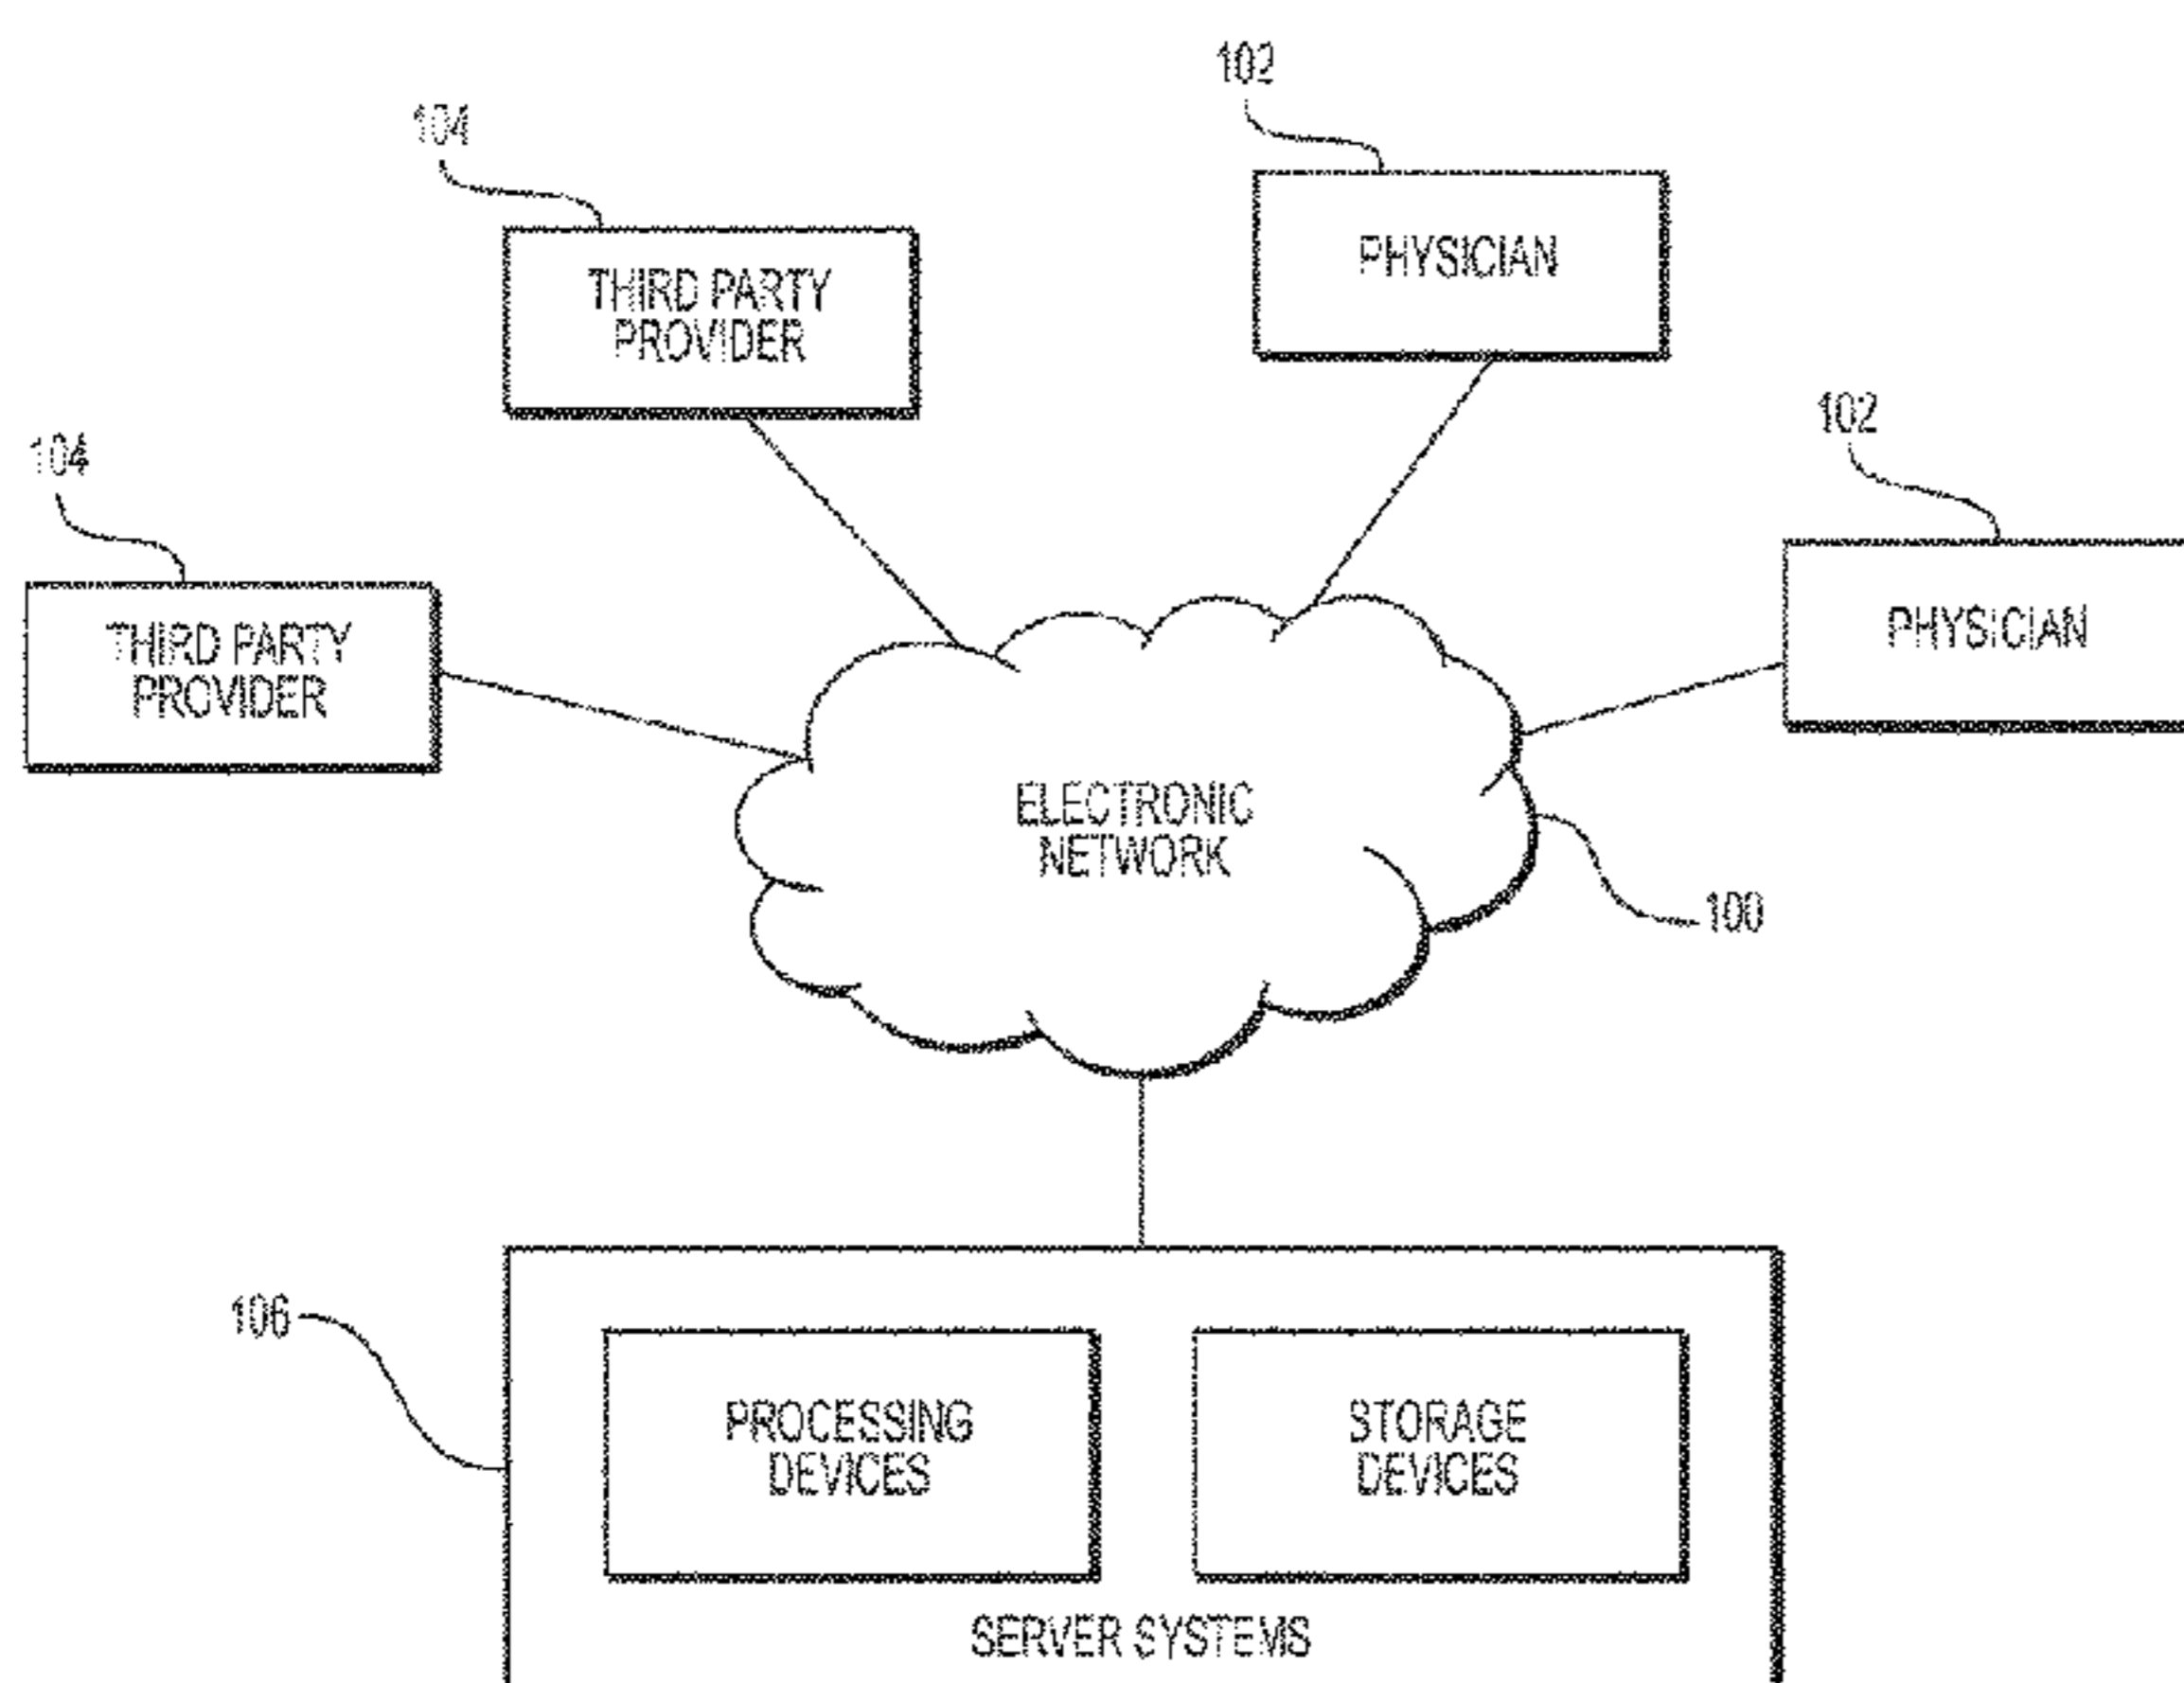 102
104
PHYSICIAN
THIRD PARTY
PROVIDER
102
104
PHYSICIAN
THIRD PARTY
PROVIDER
ELECTRONIC
NETWORK
100
106
PROCESSING
DEVICES
STORAGE
DEVICES
SERVER SYSTEMS